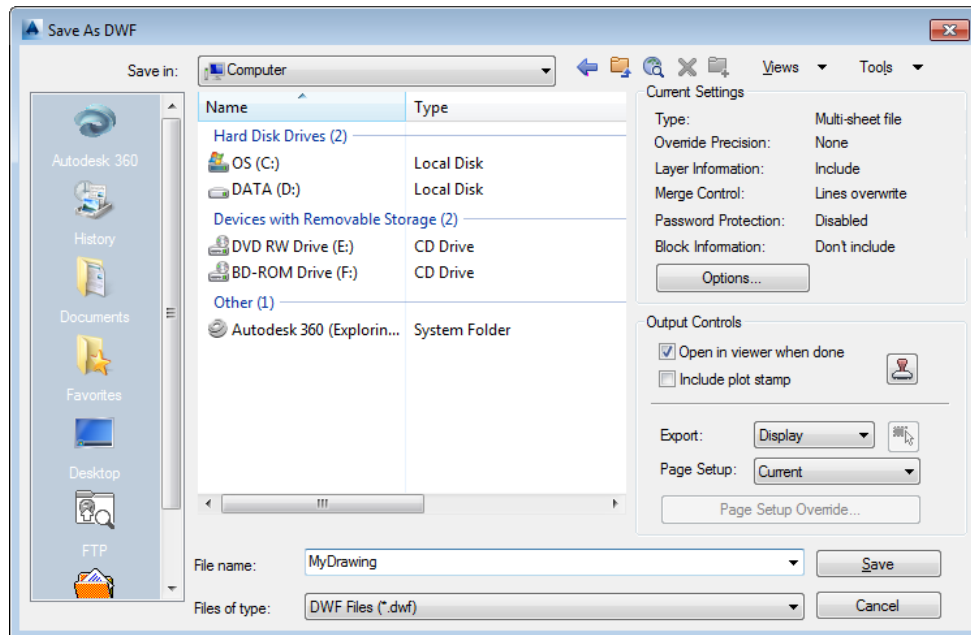 Save As DWF
Save in:
Computer
Views
Tools
Autodesk 360
History
Documents
Favorites
Desktop
FTP
Name Type
Hard Disk Drives (2)
OS (C:) Local Disk
DATA (D:) Local Disk
Devices with Removable Storage (2)
DVD RW Drive (E:) CD Drive
BD-ROM Drive (F:) CD Drive
Other (1)
Autodesk 360 (Explorin... System Folder
Current Settings
Type: Multi-sheet file
Override Precision: None
Layer Information: Include
Merge Control: Lines overwrite
Password Protection: Disabled
Block Information: Don't include
Options...
Output Controls
Open in viewer when done
Include plot stamp
Export: Display
Page Setup: Current
Page Setup Override...
File name: MyDrawing Save
Files of type: DWF Files (*.dwf) Cancel